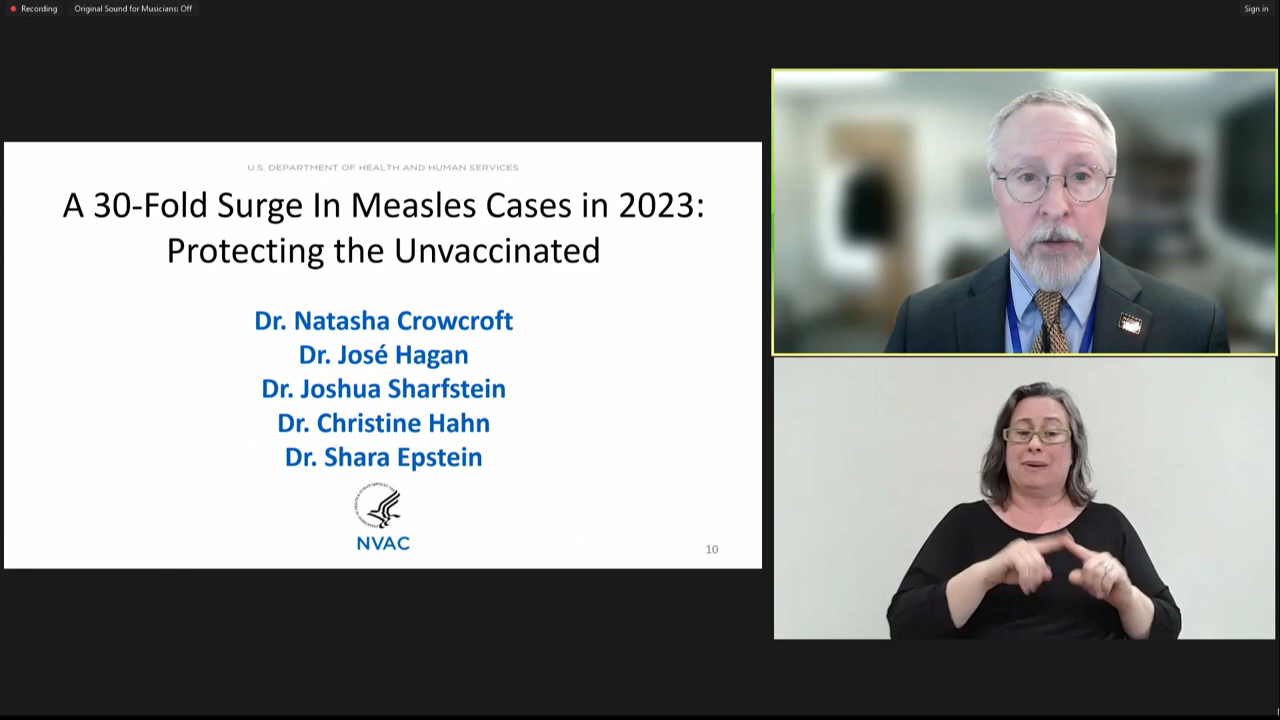 Recording
Original Sound for Musicians: Off
Sign in
U.S. DEPARTMENT OF HEALTH AND HUMAN SERVICES
A 30-Fold Surge In Measles Cases in 2023:
Protecting the Unvaccinated
Dr. Natasha Crowcroft
Dr. José Hagan
Dr. Joshua Sharfstein
Dr. Christine Hahn
Dr. Shara Epstein
NVAC
10